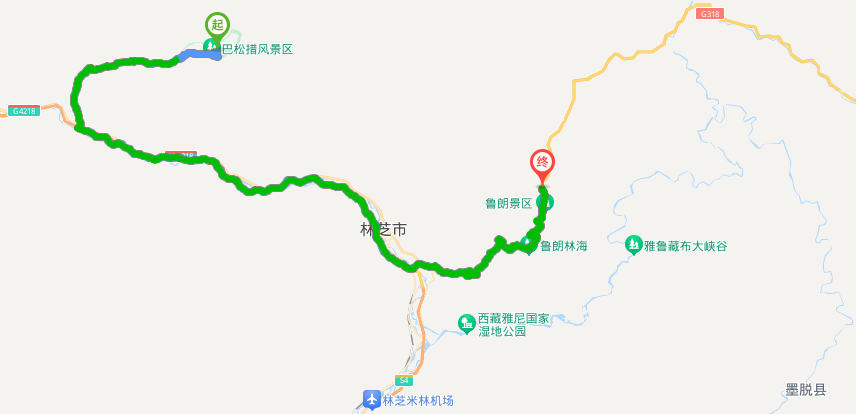 G318
起
巴松措风景区
G4218
终
鲁朗景区
林芝市
鲁朗林海
雅鲁藏布大峡谷
西藏雅尼国家
湿地公园
S4
墨脱县
林芝米林机场